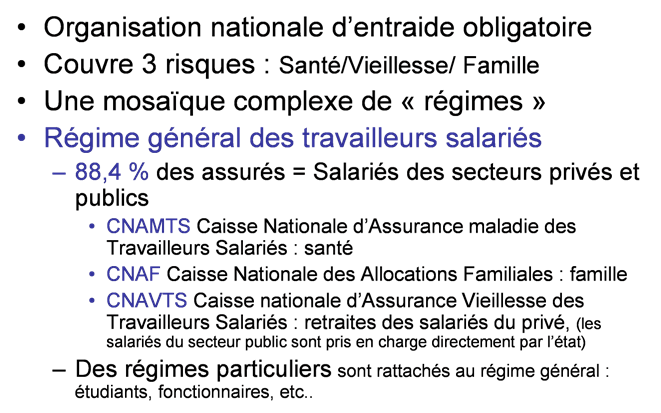 • Organisation nationale d'entraide obligatoire
• Couvre 3 risques : Santé/Vieillesse/ Famille
• Une mosaïque complexe de « régimes »
• Régime général des travailleurs salariés
– 88,4 % des assurés = Salariés des secteurs privés et
publics
• CNAMTS Caisse Nationale d'Assurance maladie des
Travailleurs Salariés : santé
• CNAF Caisse Nationale des Allocations Familiales : famille
• CNAVTS Caisse nationale d'Assurance Vieillesse des
Travailleurs Salariés : retraites des salariés du privé, (les
salariés du secteur public sont pris en charge directement par l'état)
– Des régimes particuliers sont rattachés au régime général :
étudiants, fonctionnaires, etc..